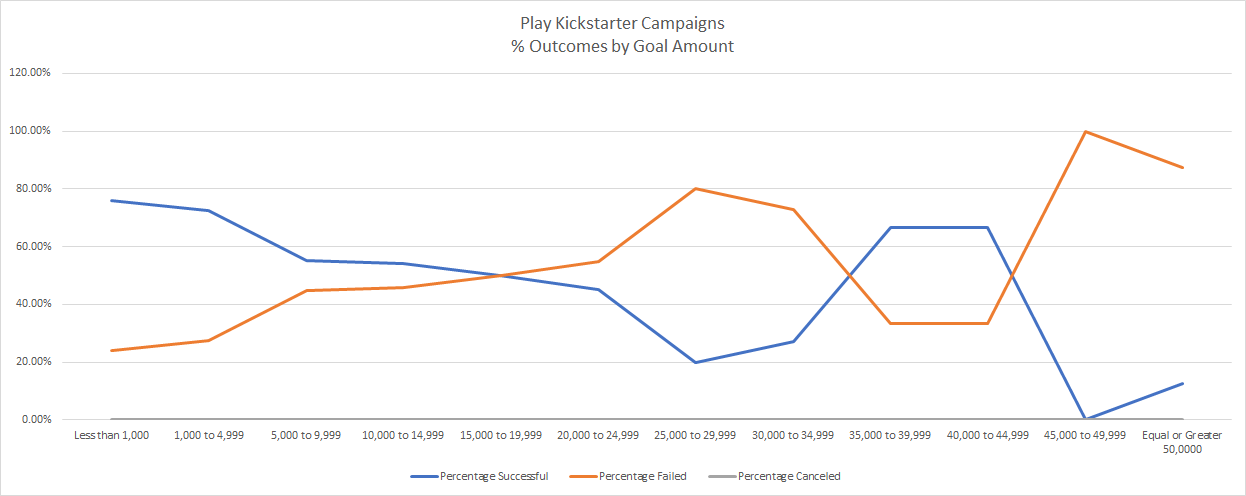 Play Kickstarter Campaigns
% Outcomes by Goal Amount
120.00%
100.00%
80.00%
60.00%
40.00%
20.00%
0.00%
Less than 1,000
1,000 to 4,999
5,000 to 9,999
10,000 to 14,999
15,000 to 19,999
20,000 to 24,999
25,000 to 29,999
30,000 to 34,999
35,000 to 39,999
40,000 to 44,999
45,000 to 49,999
Equal or Greater
50,0000
Percentage Successful
Percentage Failed
Percentage Canceled